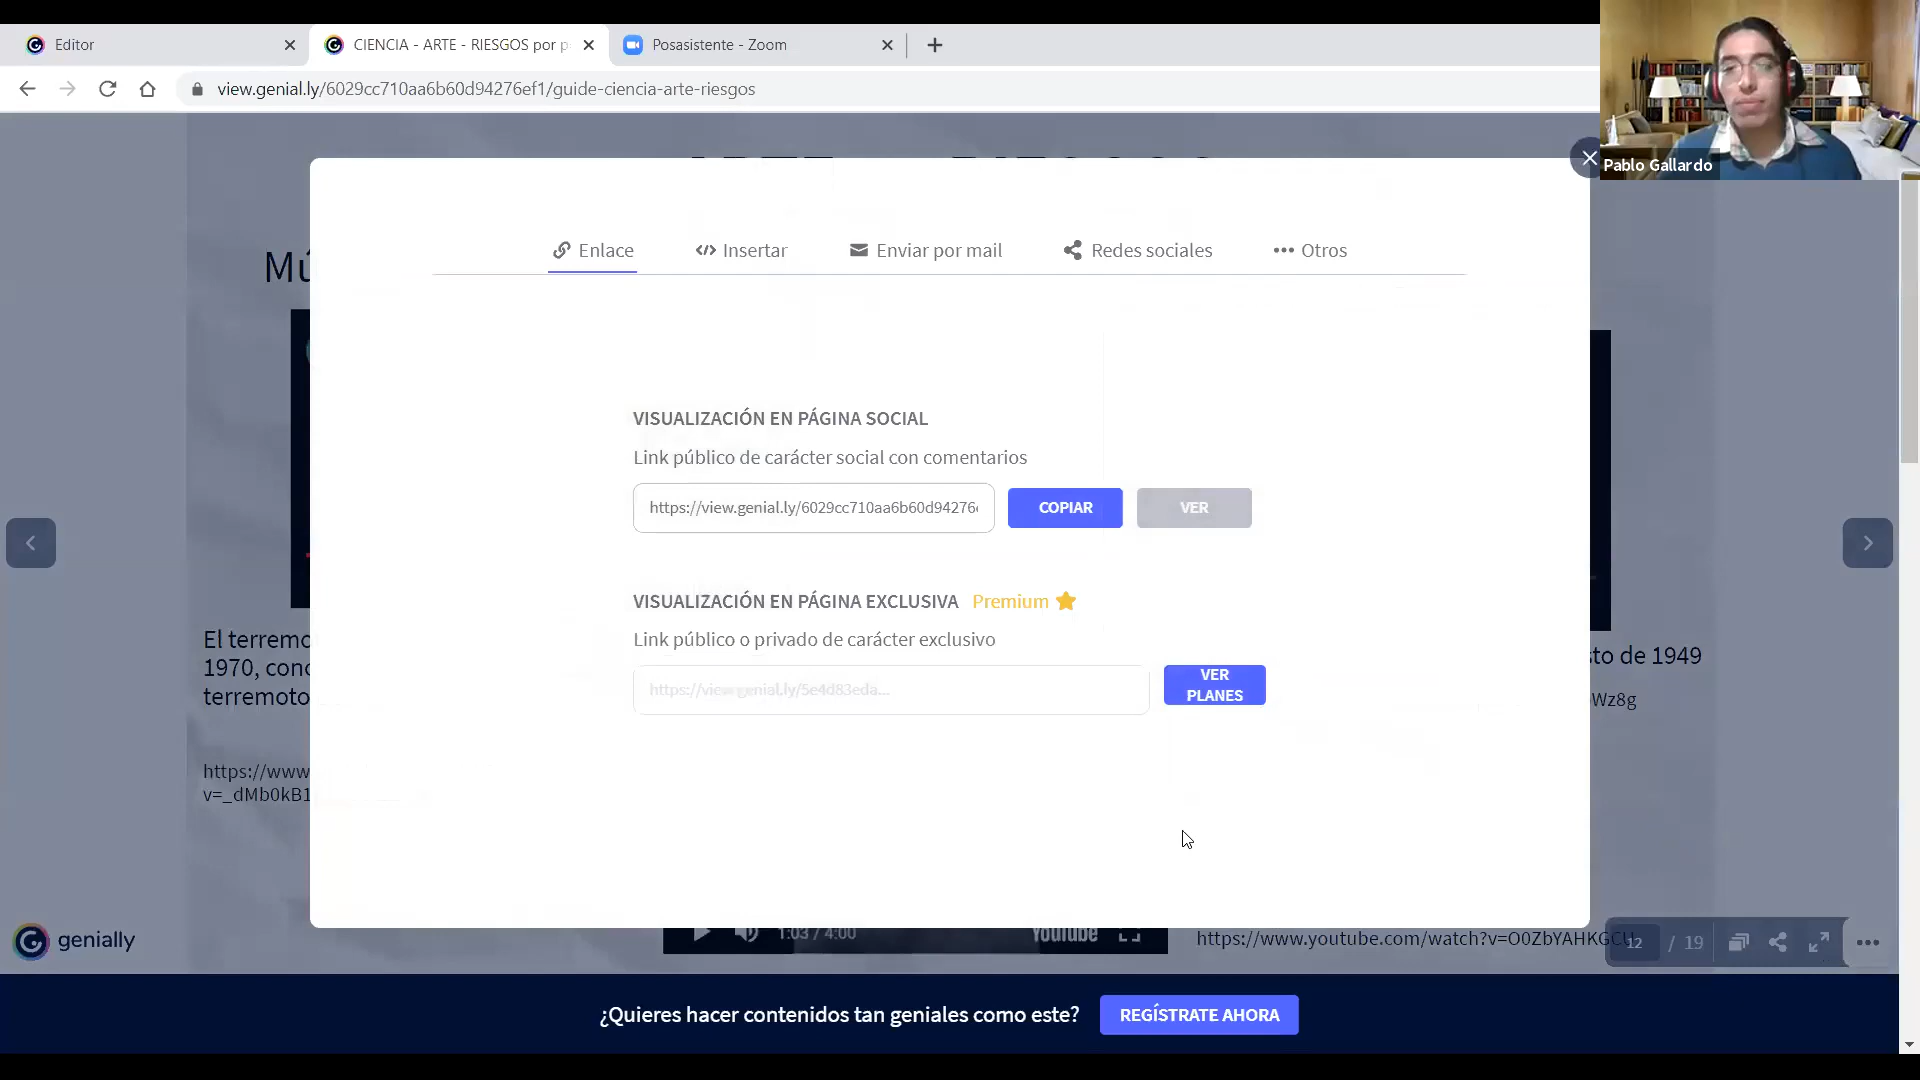 Editor
CIENCIA - ARTE - RIESGOS por p
Posasistente - Zoom
view.genial.ly/6029cc710aa6b60d94276ef1/guide-ciencia-arte-riesgos
Pablo Gallardo
Mú
Enlace
Insertar
Enviar por mail
Redes sociales
Otros
VISUALIZACIÓN EN PÁGINA SOCIAL
Link público de carácter social con comentarios
https://view.genial.ly/6029cc710aa6b60d94276
COPIAR
VER
VISUALIZACIÓN EN PÁGINA EXCLUSIVA Premium
Link público o privado de carácter exclusivo
https://view.genial.ly/5e4d83eda...
VER
PLANES
El terremo
1970, cono
terremoto
https://www
v=_dMb0kB1
sto de 1949
Wz8g
genially
1:03 / 4:00
YouTube
https://www.youtube.com/watch?v=O0ZbYAHKGCU
12 / 19
¿Quieres hacer contenidos tan geniales como este?
REGÍSTRATE AHORA